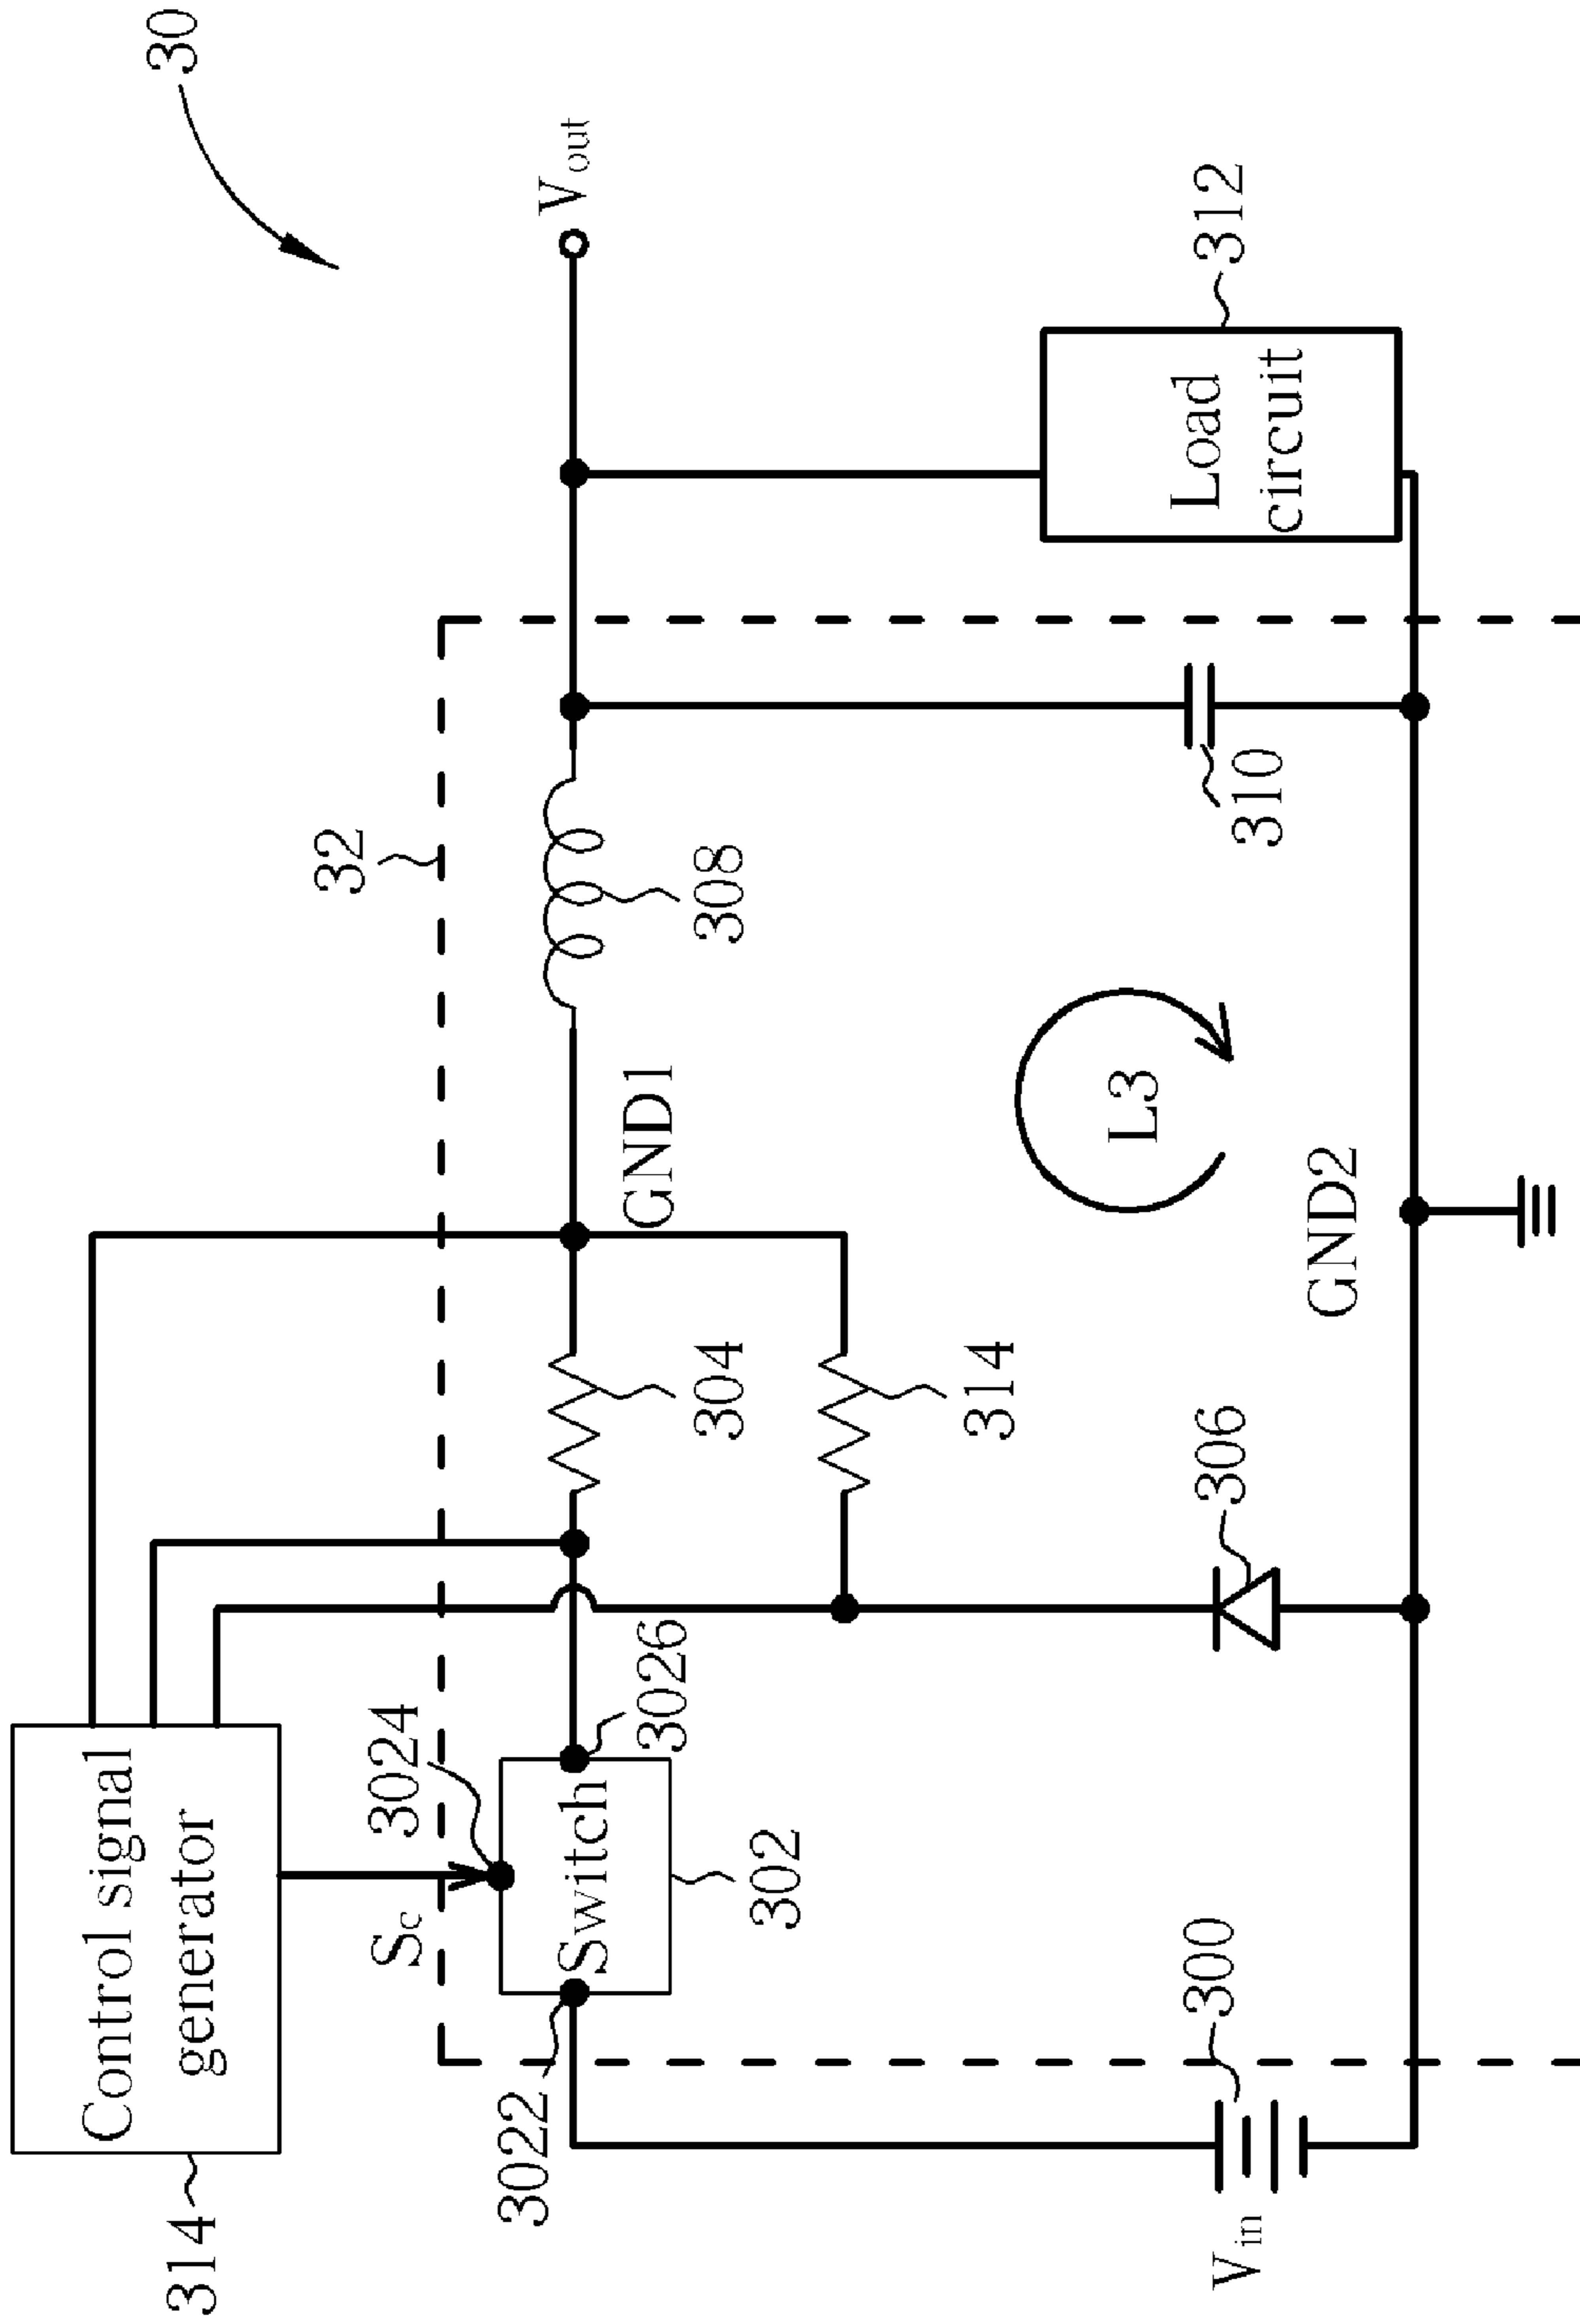 30
Control signal
generator
314
Sc
3024
32
3022
Switch
3026
302
304
GND1
308
Vout
314
L3
Vin
300
306
310
Load
circuit
312
GND2